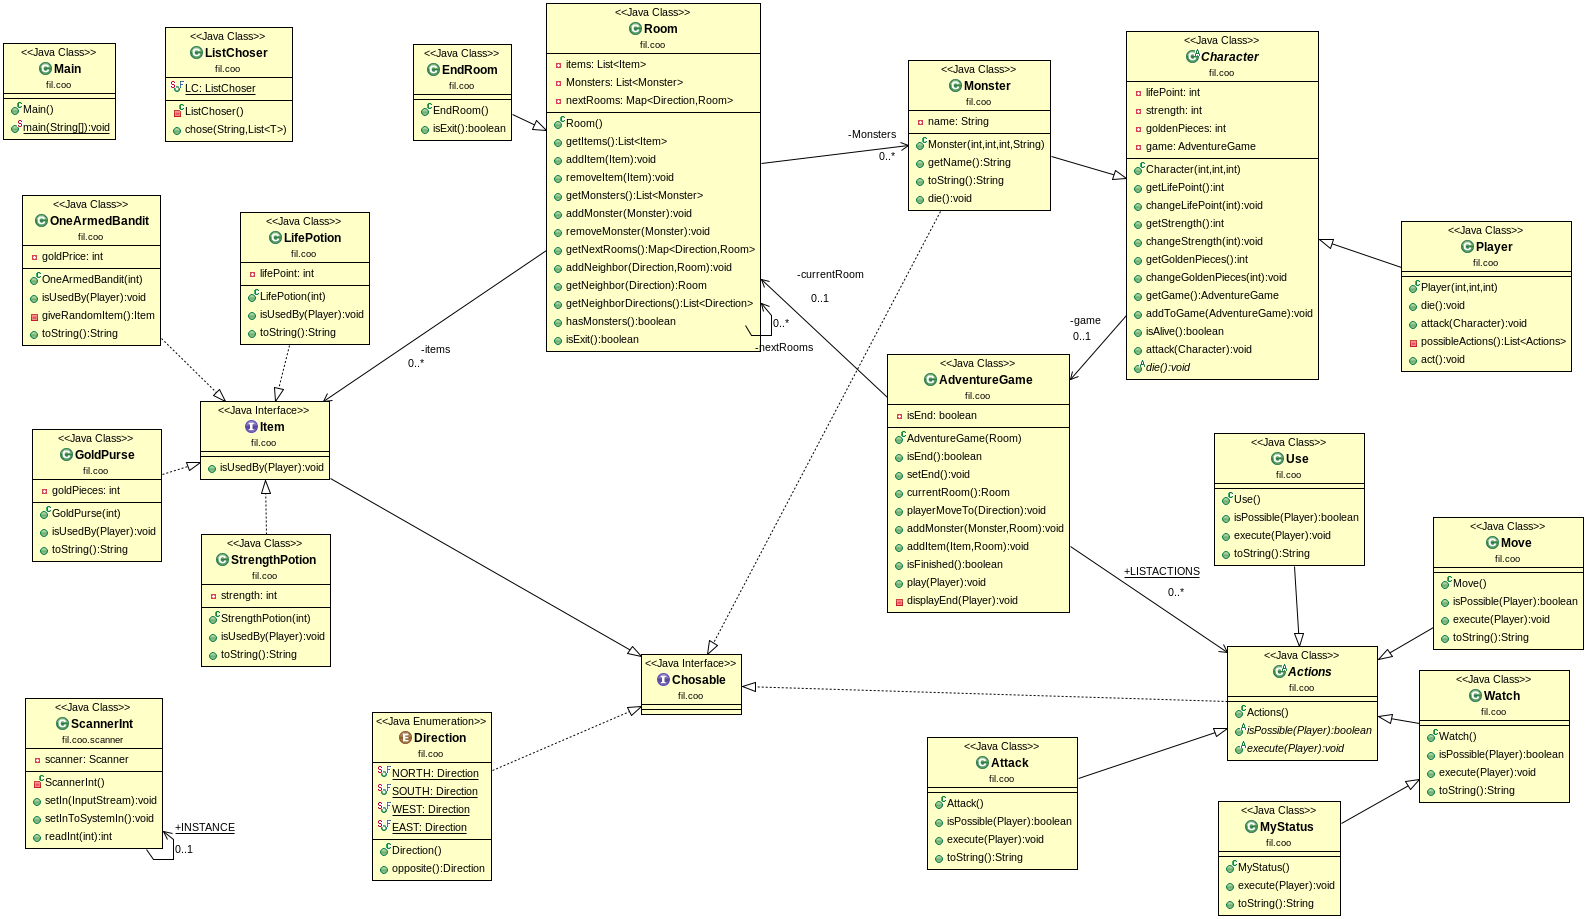 <<Java Class>>
Main
fil.coo
Main()
main(String[]):void
<<Java Class>>
ListChoser
fil.coo
LC: ListChoser
ListChoser()
chose(String,List<T>)
<<Java Class>>
EndRoom
fil.coo
EndRoom()
isExit():boolean
<<Java Class>>
Room
fil.coo
items: List<Item>
Monsters: List<Monster>
nextRooms: Map<Direction,Room>
Room()
getItems():List<Item>
addItem(Item):void
removeItem(Item):void
getMonsters():List<Monster>
addMonster(Monster):void
removeMonster(Monster):void
getNextRooms():Map<Direction,Room>
addNeighbor(Direction,Room):void
getNeighbor(Direction):Room
getNeighborDirections():List<Direction>
hasMonsters():boolean
isExit():boolean
-Monsters
0..*
<<Java Class>>
Monster
fil.coo
name: String
Monster(int,int,int,String)
getName():String
toString():String
die():void
<<Java Class>>
Character
fil.coo
lifePoint: int
strength: int
goldenPieces: int
game: AdventureGame
Character(int,int,int)
getLifePoint():int
changeLifePoint(int):void
getStrength():int
changeStrength(int):void
getGoldenPieces():int
changeGoldenPieces(int):void
getGame():AdventureGame
addToGame(AdventureGame):void
isAlive():boolean
attack(Character):void
die():void
<<Java Class>>
Player
fil.coo
Player(int,int,int)
die():void
attack(Character):void
possibleActions():List<Actions>
act():void
<<Java Class>>
OneArmedBandit
fil.coo
goldPrice: int
OneArmedBandit(int)
isUsedBy(Player):void
giveRandomItem():Item
toString():String
<<Java Class>>
LifePotion
fil.coo
lifePoint: int
LifePotion(int)
isUsedBy(Player):void
toString():String
-items
0..*
-currentRoom
0..1
0..*
-nextRooms
-game
0..1
<<Java Class>>
AdventureGame
fil.coo
isEnd: boolean
AdventureGame(Room)
isEnd():boolean
setEnd():void
currentRoom():Room
playerMoveTo(Direction):void
addMonster(Monster,Room):void
addItem(Item,Room):void
isFinished():boolean
play(Player):void
displayEnd(Player):void
<<Java Interface>>
Item
fil.coo
isUsedBy(Player):void
<<Java Class>>
GoldPurse
fil.coo
goldPieces: int
GoldPurse(int)
isUsedBy(Player):void
toString():String
<<Java Class>>
StrengthPotion
fil.coo
strength: int
StrengthPotion(int)
isUsedBy(Player):void
toString():String
<<Java Class>>
Use
fil.coo
Use()
isPossible(Player):boolean
execute(Player):void
toString():String
<<Java Class>>
Move
fil.coo
Move()
isPossible(Player):boolean
execute(Player):void
toString():String
+LISTACTIONS
0..*
<<Java Interface>>
Chosable
fil.coo
<<Java Class>>
Actions
fil.coo
Actions()
isPossible(Player):boolean
execute(Player):void
<<Java Class>>
Watch
fil.coo
Watch()
isPossible(Player):boolean
execute(Player):void
toString():String
<<Java Class>>
ScannerInt
fil.coo.scanner
scanner: Scanner
ScannerInt()
setIn(InputStream):void
setInToSystemIn():void
readInt(int):int
+INSTANCE
0..1
<<Java Enumeration>>
Direction
fil.coo
NORTH: Direction
SOUTH: Direction
WEST: Direction
EAST: Direction
Direction()
opposite():Direction
<<Java Class>>
Attack
fil.coo
Attack()
isPossible(Player):boolean
execute(Player):void
toString():String
<<Java Class>>
MyStatus
fil.coo
MyStatus()
execute(Player):void
toString():String